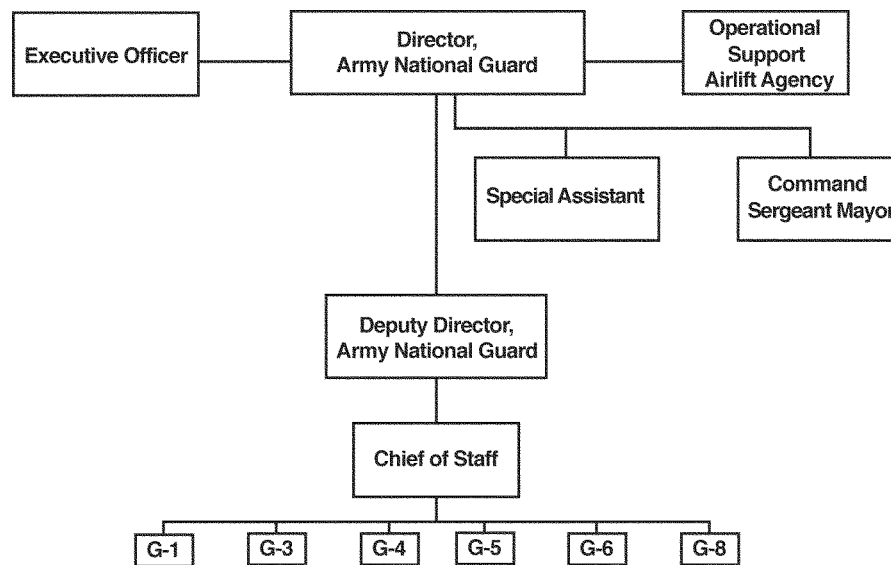 Executive Officer
Director,
Army National Guard
Operational
Support
Airlift Agency
Special Assistant
Command
Sergeant Mayor
Deputy Director,
Army National Guard
Chief of Staff
G-1
G-3
G-4
G-5
G-6
G-8